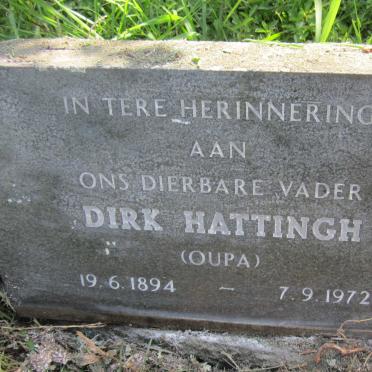 IN TERE HERINNERING
AAN
ONS DIERBARE VADER
DIRK HATTINGH
(OUPA)
19.6.1894 – 7.9.1972